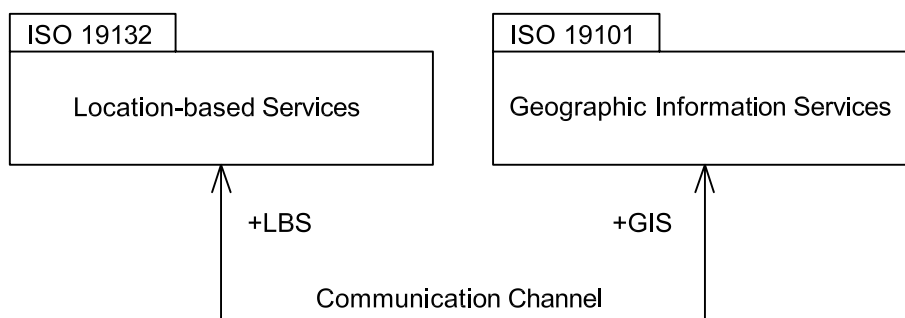 ISO 19132
ISO 19101
Location-based Services
Geographic Information Services
+LBS
+GIS
Communication Channel